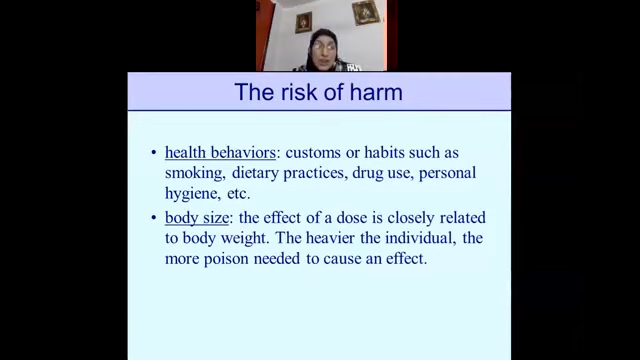 The risk of harm
• health behaviors: customs or habits such as
smoking, dietary practices, drug use, personal
hygiene, etc.
• body size: the effect of a dose is closely related
to body weight. The heavier the individual, the
more poison needed to cause an effect.